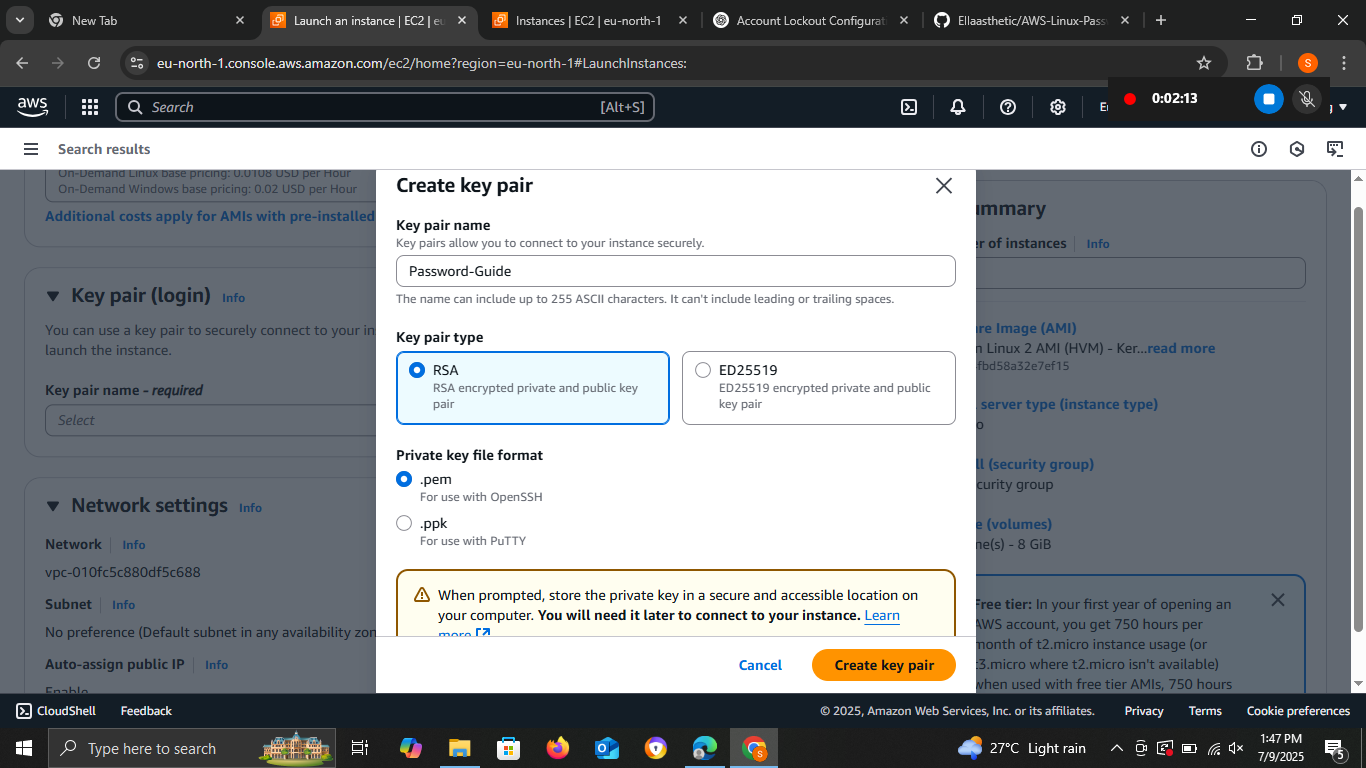 New Tab
Launch an instance | EC2 | eu
Instances | EC2 | eu-north-1
Account Lockout Configurat
Ellaasthetic/AWS-Linux-Pass
eu-north-1.console.aws.amazon.com/ec2/home?region=eu-north-1#LaunchInstances:
S
aws
Search
[Alt+S]
0:02:13
Search results
On-Demand Linux base pricing: 0.0108 USD per Hour
On-Demand Windows base pricing: 0.02 USD per Hour
Additional costs apply for AMIs with pre-installed
Key pair (login) Info
You can use a key pair to securely connect to your in
launch the instance.
Key pair name - required
Select
Network settings Info
Network Info
vpc-010fc5c880df5c688
Subnet Info
No preference (Default subnet in any availability zon
Auto-assign public IP Info
Enable
Create key pair
Key pair name
Key pairs allow you to connect to your instance securely.
Password-Guide
The name can include up to 255 ASCII characters. It can't include leading or trailing spaces.
Key pair type
RSA
RSA encrypted private and public key
pair
ED25519
ED25519 encrypted private and public
key pair
Private key file format
.pem
For use with OpenSSH
.ppk
For use with PuTTY
When prompted, store the private key in a secure and accessible location on
your computer. You will need it later to connect to your instance. Learn
more
Cancel
Create key pair
ummary
er of instances Info
are Image (AMI)
n Linux 2 AMI (HVM) - Ker...read more
fbd58a32e7ef15
server type (instance type)
o
ll (security group)
ecurity group
e (volumes)
me(s) - 8 GiB
Free tier: In your first year of opening an
AWS account, you get 750 hours per
month of t2.micro instance usage (or
t3.micro where t2.micro isn't available)
when used with free tier AMIs, 750 hours
CloudShell
Feedback
© 2025, Amazon Web Services, Inc. or its affiliates.
Privacy
Terms
Cookie preferences
Type here to search
27°C Light rain
1:47 PM
7/9/2025
5